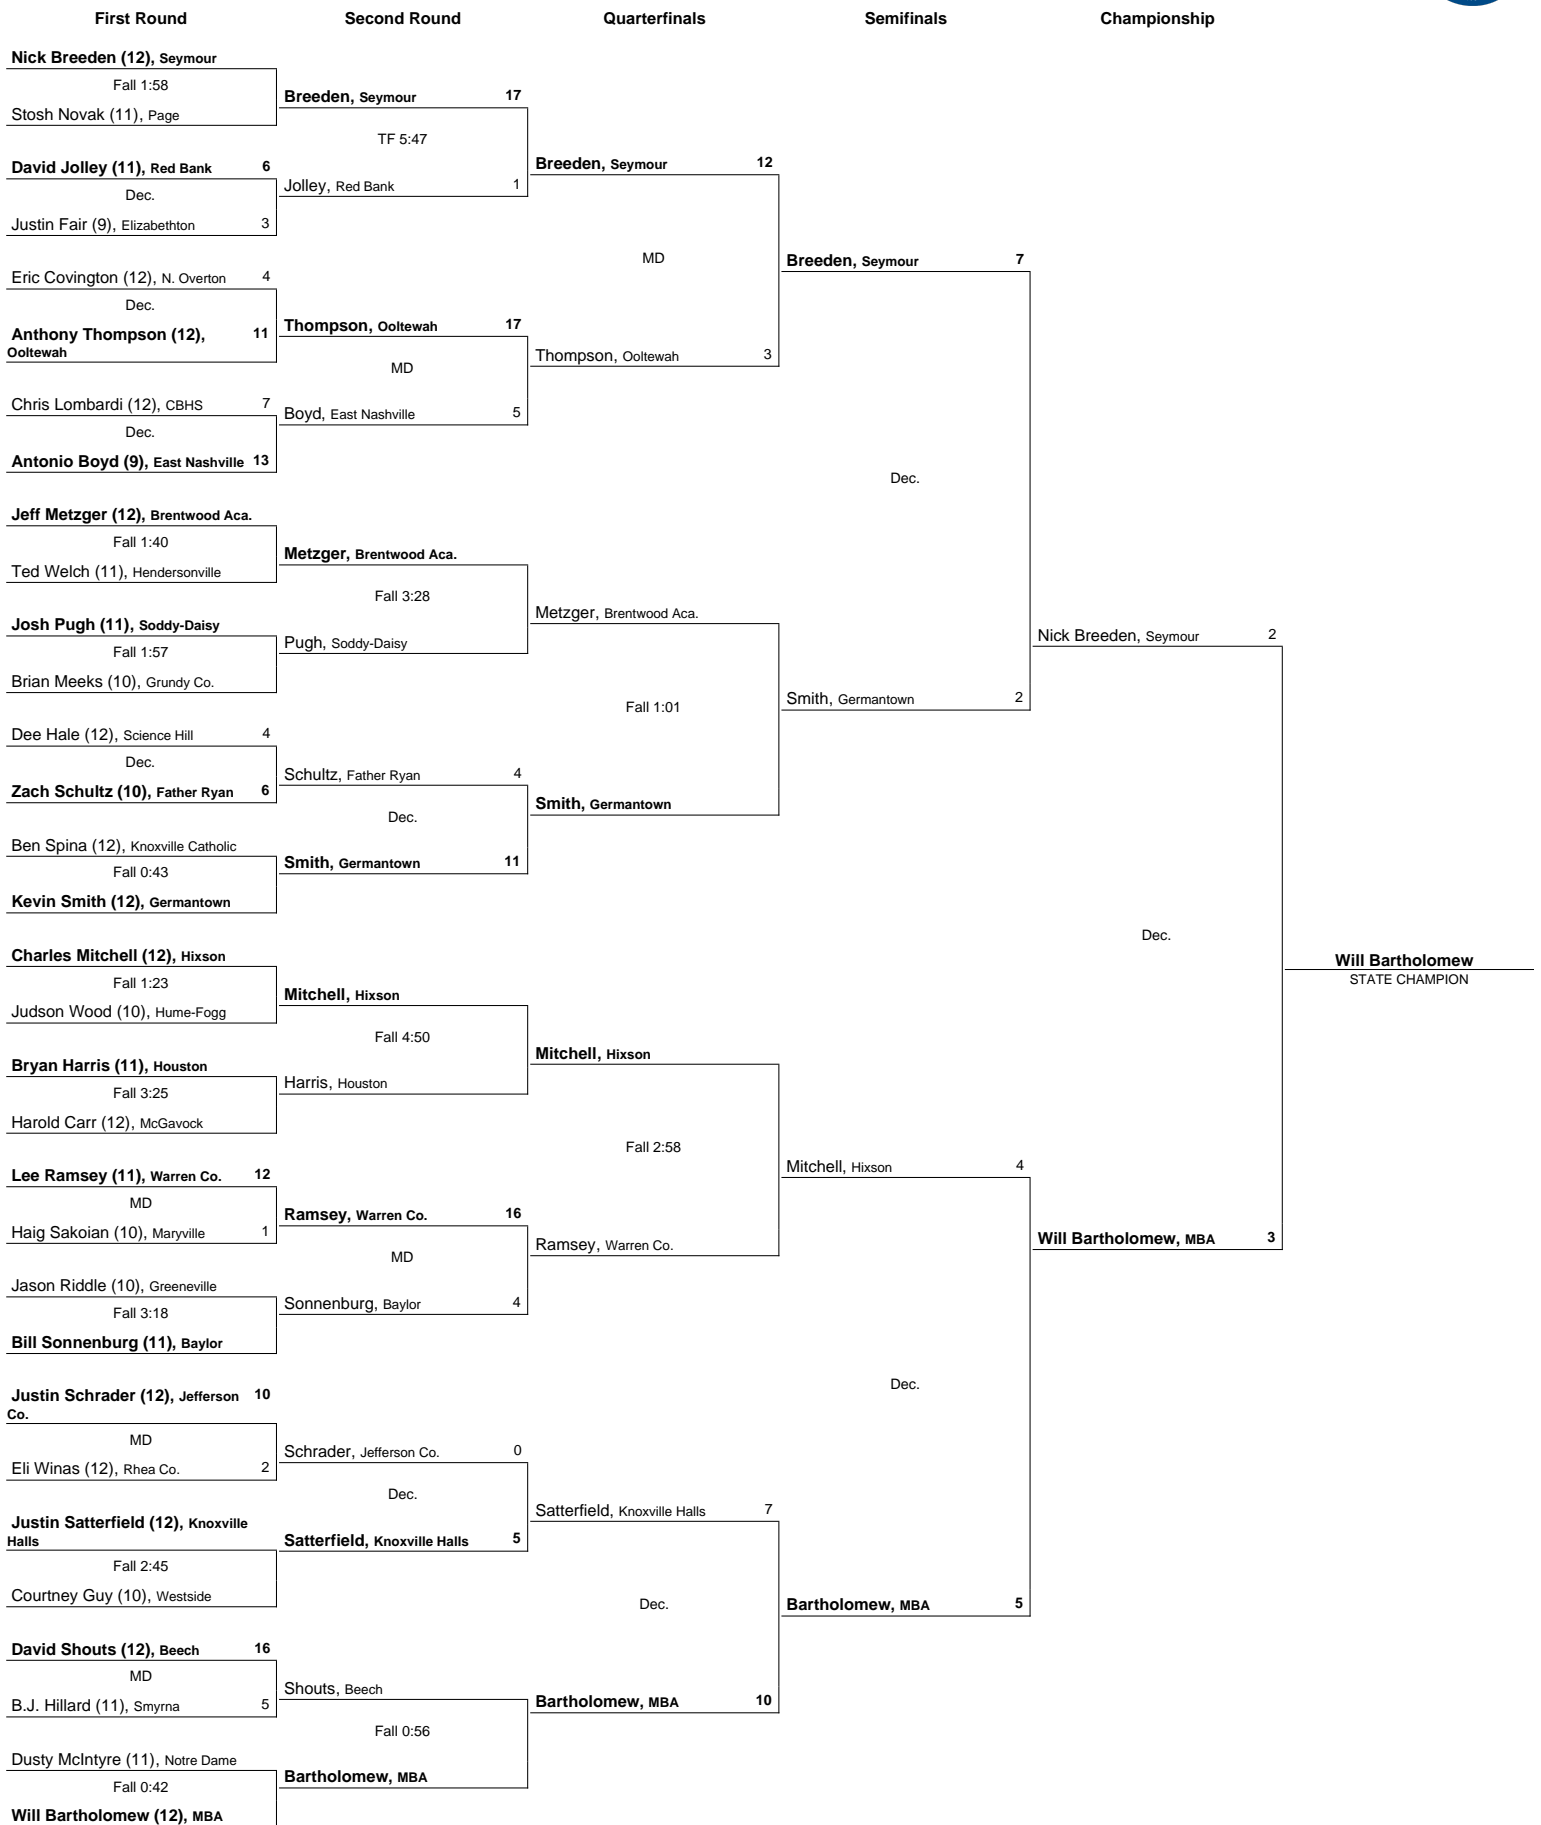 First Round
Second Round
Quarterfinals
Semifinals
Championship
Nick Breeden (12), Seymour
Fall 1:58
Stosh Novak (11), Page
David Jolley (11), Red Bank 6
Dec.
Justin Fair (9), Elizabethton 3
Eric Covington (12), N. Overton 4
Dec.
Anthony Thompson (12), 11
Ooltewah
Chris Lombardi (12), CBHS 7
Dec.
Antonio Boyd (9), East Nashville 13
Jeff Metzger (12), Brentwood Aca.
Fall 1:40
Ted Welch (11), Hendersonville
Josh Pugh (11), Soddy-Daisy
Fall 1:57
Brian Meeks (10), Grundy Co.
Dee Hale (12), Science Hill 4
Dec.
Zach Schultz (10), Father Ryan 6
Ben Spina (12), Knoxville Catholic
Fall 0:43
Kevin Smith (12), Germantown
Charles Mitchell (12), Hixson
Fall 1:23
Judson Wood (10), Hume-Fogg
Bryan Harris (11), Houston
Fall 3:25
Harold Carr (12), McGavock
Lee Ramsey (11), Warren Co. 12
MD
Haig Sakoian (10), Maryville 1
Jason Riddle (10), Greeneville
Fall 3:18
Bill Sonnenburg (11), Baylor
Justin Schrader (12), Jefferson 10
Co.
MD
Eli Winas (12), Rhea Co. 2
Justin Satterfield (12), Knoxville
Halls
Fall 2:45
Courtney Guy (10), Westside
David Shouts (12), Beech 16
MD
B.J. Hillard (11), Smyrna 5
Dusty McIntyre (11), Notre Dame
Fall 0:42
Will Bartholomew (12), MBA
Breeden, Seymour 17
TF 5:47
Jolley, Red Bank 1
Thompson, Ooltewah 17
MD
Boyd, East Nashville 5
Metzger, Brentwood Aca.
Fall 3:28
Pugh, Soddy-Daisy
Schultz, Father Ryan 4
Dec.
Smith, Germantown 11
Mitchell, Hixson
Fall 4:50
Harris, Houston
Ramsey, Warren Co. 16
MD
Sonnenburg, Baylor 4
Schrader, Jefferson Co. 0
Dec.
Satterfield, Knoxville Halls 5
Shouts, Beech
Fall 0:56
Bartholomew, MBA
Breeden, Seymour 12
MD
Thompson, Ooltewah 3
Metzger, Brentwood Aca.
Fall 1:01
Smith, Germantown
Mitchell, Hixson
Fall 2:58
Ramsey, Warren Co.
Satterfield, Knoxville Halls 7
Dec.
Bartholomew, MBA 10
Breeden, Seymour 7
Dec.
Smith, Germantown 2
Mitchell, Hixson 4
Dec.
Bartholomew, MBA 5
Nick Breeden, Seymour 2
Dec.
Will Bartholomew, MBA 3
Will Bartholomew
STATE CHAMPION